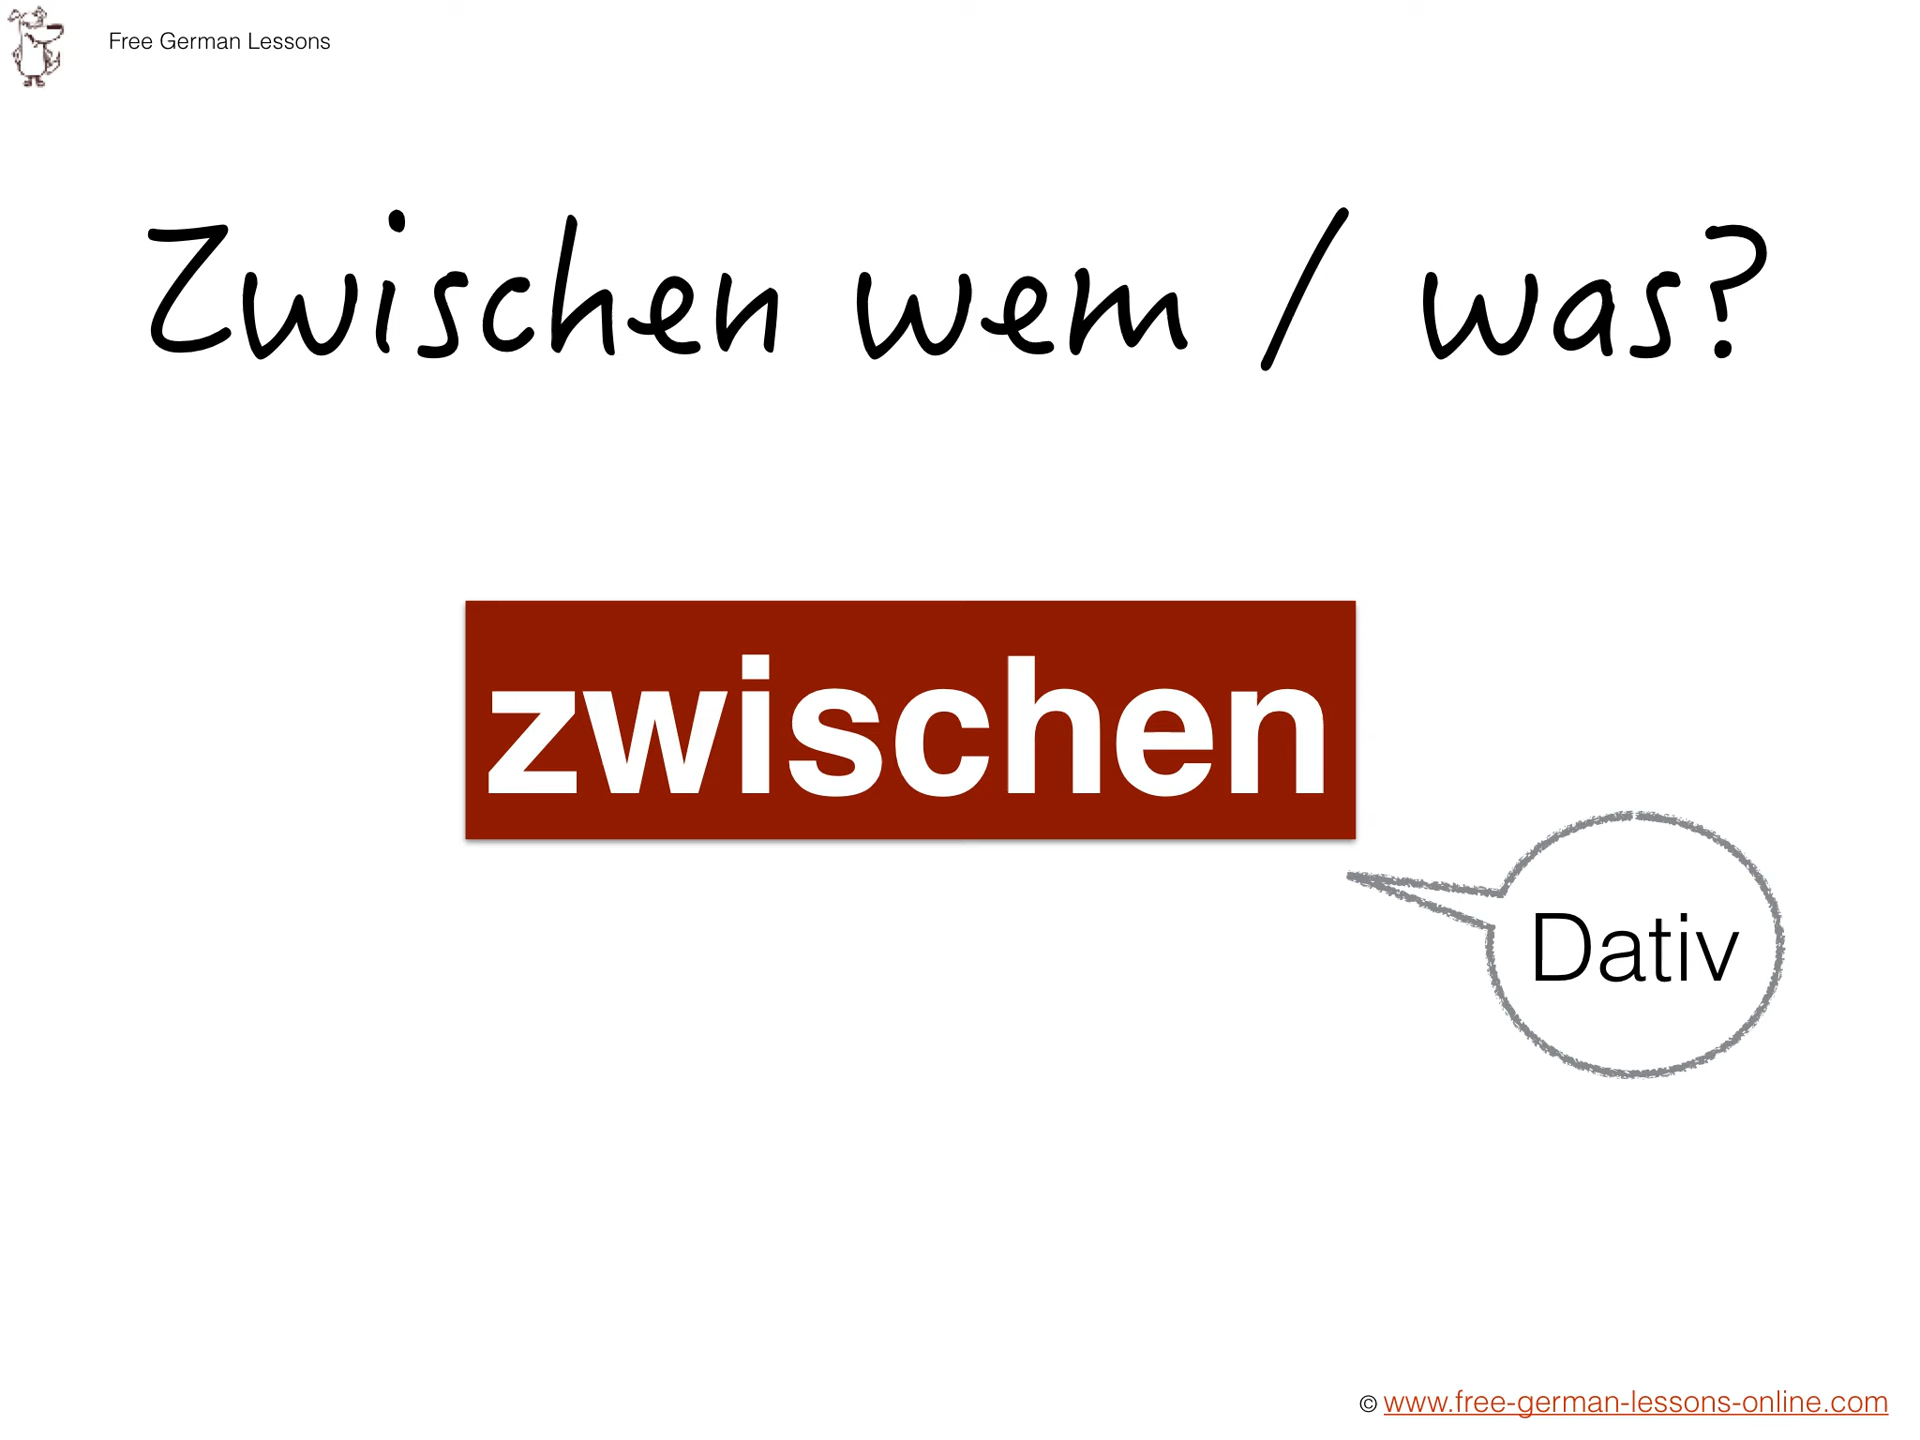 Free German Lessons
Zwischen wem / was?
zwischen
Dativ
© www.free-german-lessons-online.com